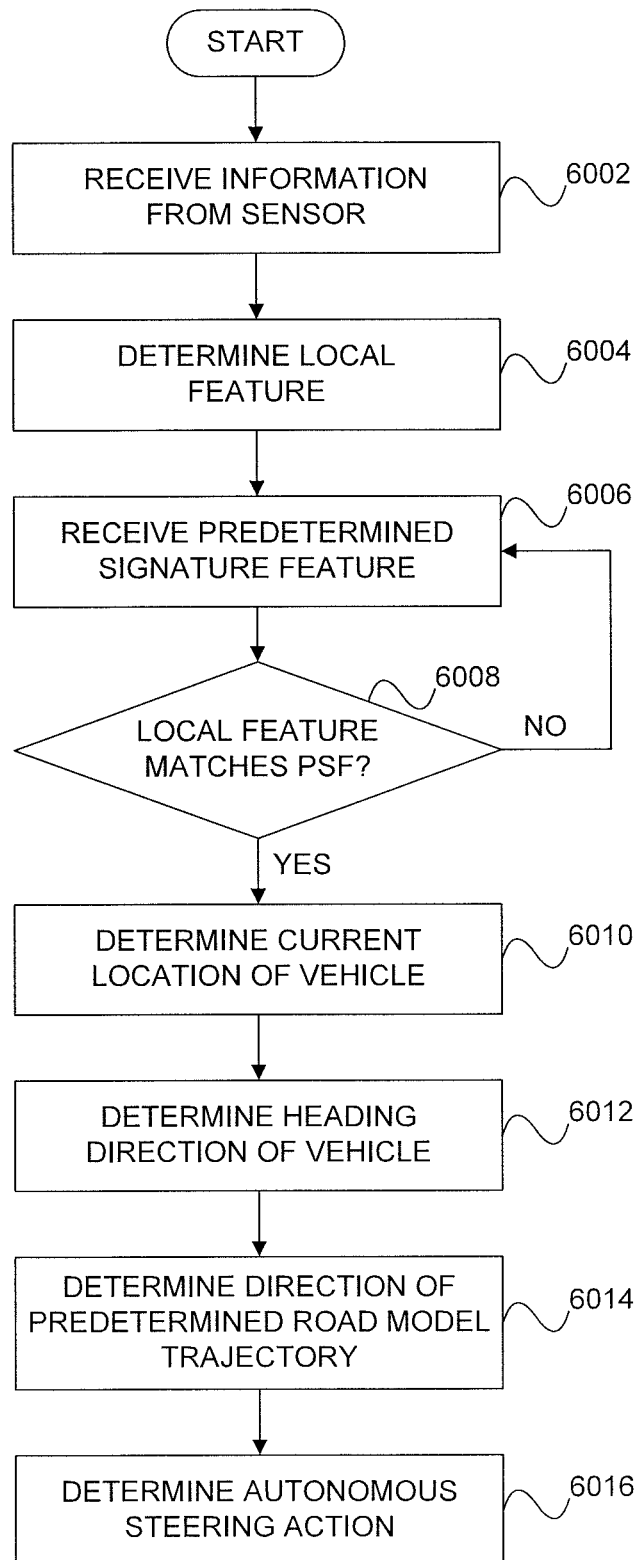 START
RECEIVE INFORMATION
FROM SENSOR
6002
DETERMINE LOCAL
FEATURE
6004
RECEIVE PREDETERMINED
SIGNATURE FEATURE
6006
LOCAL FEATURE
MATCHES PSF?
6008
NO
YES
DETERMINE CURRENT
LOCATION OF VEHICLE
6010
DETERMINE HEADING
DIRECTION OF VEHICLE
6012
DETERMINE DIRECTION OF
PREDETERMINED ROAD MODEL
TRAJECTORY
6014
DETERMINE AUTONOMOUS
STEERING ACTION
6016